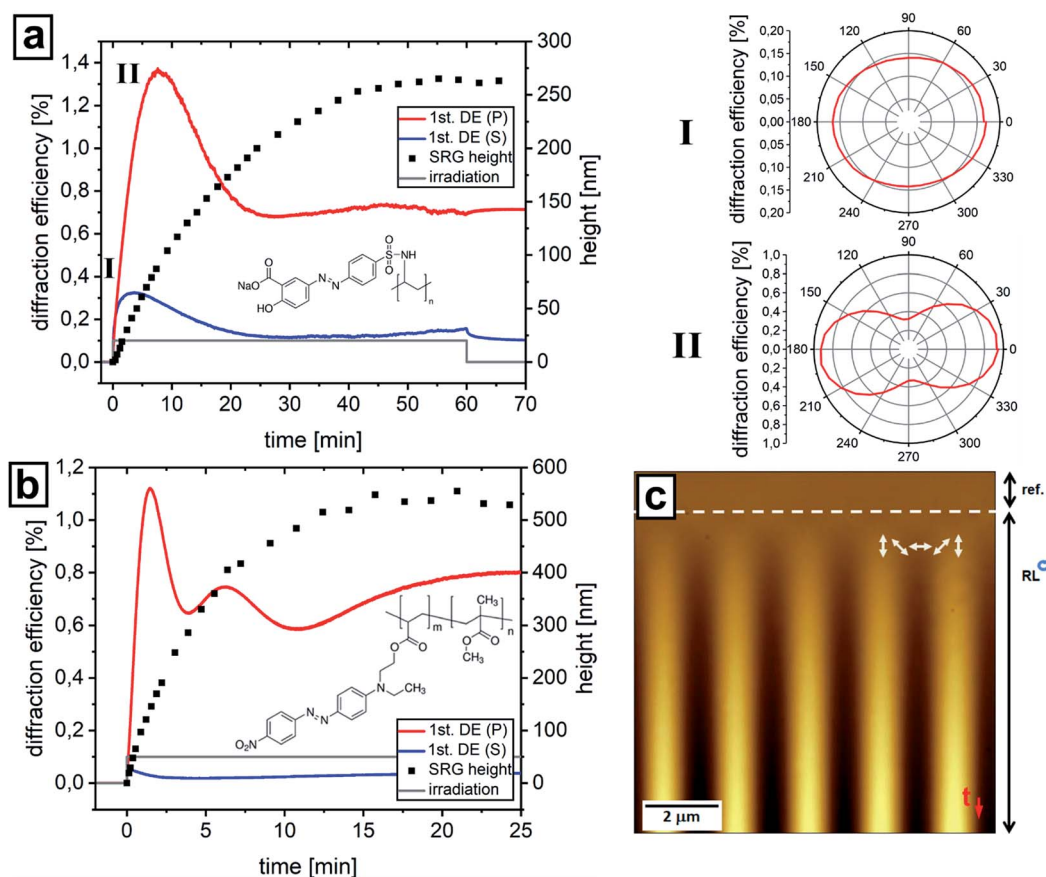 a
diffraction efficiency [%]
1,4
1,2
1,0
0,8
0,6
0,4
0,2
0,0
II
I
300
250
200
150
100
50
0
height [nm]
1st. DE (P)
1st. DE (S)
SRG height
irradiation
O
NaO
HO
N=N
O
S
O
NH
n
0
10
20
30
40
50
60
70
time [min]
I
diffraction efficiency [%]
0,20
0,15
0,10
0,05
0,00
0,05
0,10
0,15
0,20
90
60
30
0
330
300
270
240
210
180
150
120
II
diffraction efficiency [%]
1,0
0,8
0,6
0,4
0,2
0,0
0,2
0,4
0,6
0,8
1,0
90
60
30
0
330
300
270
240
210
180
150
120
b
diffraction efficiency [%]
1,2
1,0
0,8
0,6
0,4
0,2
0,0
600
500
400
300
200
100
0
height [nm]
CH3
m
n
O
O
O
O
CH3
N
CH3
N=N
O2N
1st. DE (P)
1st. DE (S)
SRG height
irradiation
0
5
10
15
20
25
time [min]
c
ref.
RL
t
2 μm